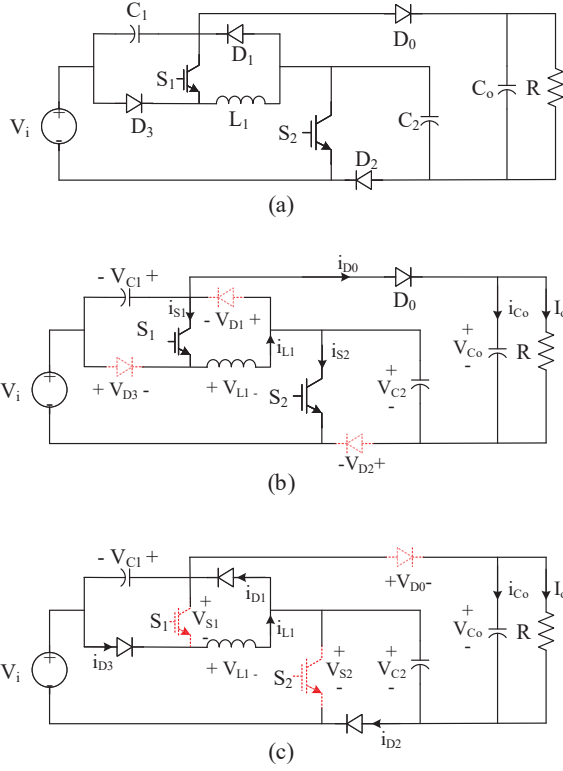 C1
D1
D0
S1
D3
L1
S2
C2
Co
R
Vi
D2
(a)
- VC1 +
iD0
D0
iS1
- VD1 +
S1
iL1
iS2
iCo
+ VD3 -
+ VL1 -
S2
+ VC2 -
+ VCo -
R
Vi
-VD2+
(b)
- VC1 +
iD1
+VD0-
S1
+ VS1 -
iL1
iCo
iD3
+ VL1 -
S2
+ VS2 -
+ VC2 -
+ VCo -
R
Vi
iD2
(c)